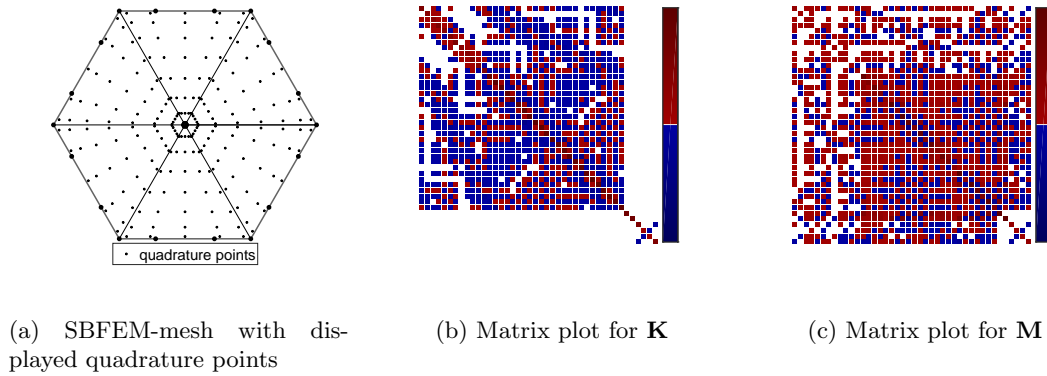 quadrature points
(a) SBFEM-mesh with dis-
played quadrature points
(b) Matrix plot for K
(c) Matrix plot for M